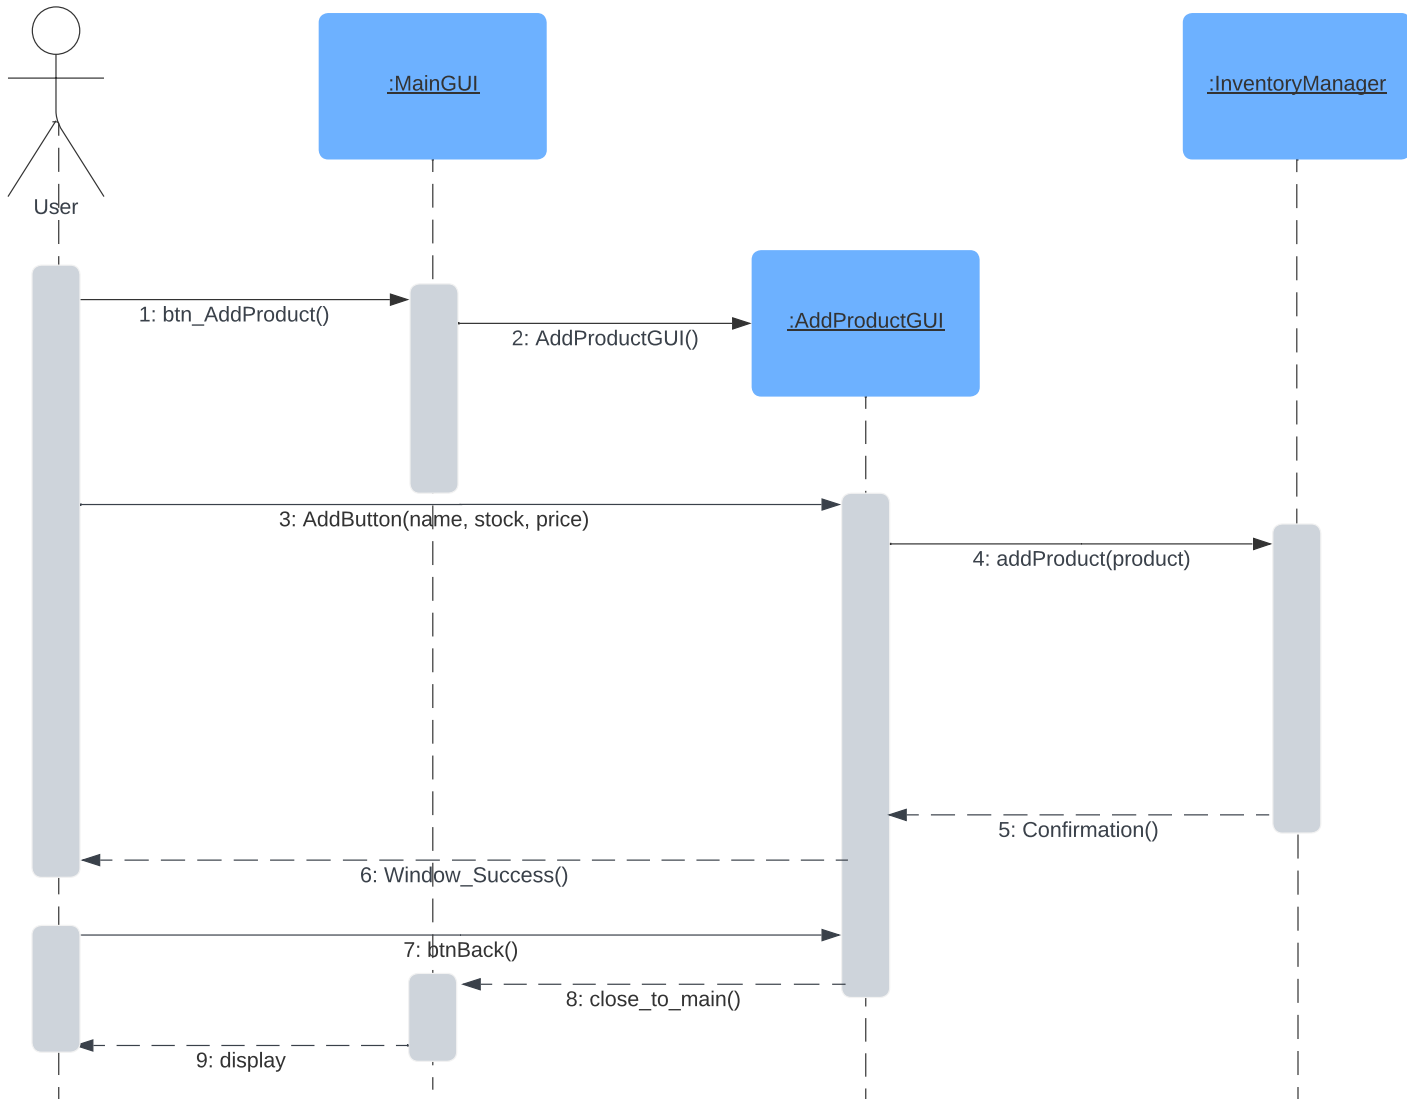 :MainGUI
:InventoryManager
User
1: btn_AddProduct()
2: AddProductGUI()
:AddProductGUI
3: AddButton(name, stock, price)
4: addProduct(product)
5: Confirmation()
6: Window_Success()
7: btnBack()
8: close_to_main()
9: display